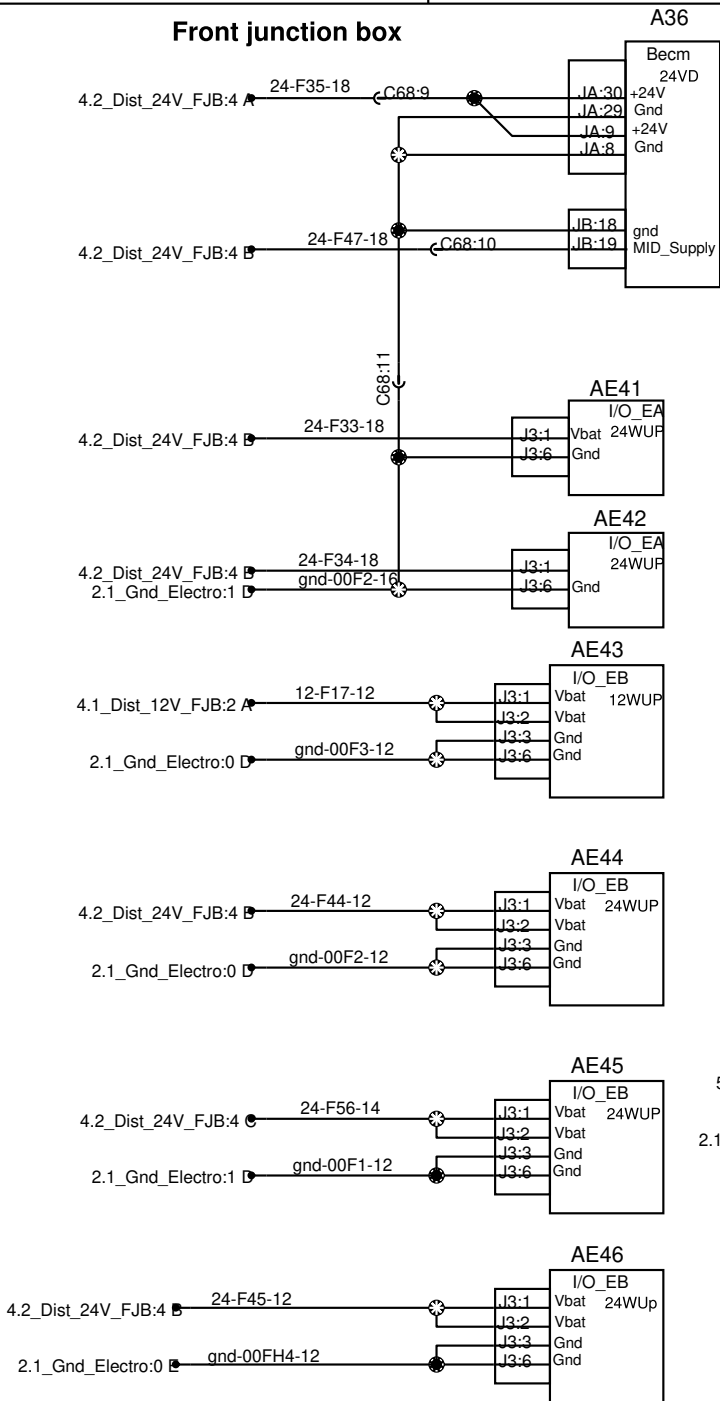 Front junction box
A36
Becm
24VD
4.2_Dist_24V_FJB:4 A
24-F35-18
C68:9
JA:30
+24V
JA:29
Gnd
JA:9
+24V
JA:8
Gnd
JB:18
gnd
4.2_Dist_24V_FJB:4 B
24-F47-18
C68:10
JB:19
MID_Supply
C68:11
AE41
I/O_EA
4.2_Dist_24V_FJB:4 B
24-F33-18
J3:1
Vbat
24WUP
J3:6
Gnd
AE42
I/O_EA
4.2_Dist_24V_FJB:4 B
24-F34-18
J3:1
24WUP
2.1_Gnd_Electro:1 D
gnd-00F2-16
J3:6
Gnd
AE43
I/O_EB
4.1_Dist_12V_FJB:2 A
12-F17-12
J3:1
Vbat
12WUP
J3:2
Vbat
J3:3
Gnd
2.1_Gnd_Electro:0 D
gnd-00F3-12
J3:6
Gnd
AE44
I/O_EB
4.2_Dist_24V_FJB:4 B
24-F44-12
J3:1
Vbat
24WUP
J3:2
Vbat
J3:3
Gnd
2.1_Gnd_Electro:0 D
gnd-00F2-12
J3:6
Gnd
AE45
I/O_EB
4.2_Dist_24V_FJB:4 C
24-F56-14
J3:1
Vbat
24WUP
J3:2
Vbat
J3:3
Gnd
2.1_Gnd_Electro:1 D
gnd-00F1-12
J3:6
Gnd
5
2.1
AE46
I/O_EB
4.2_Dist_24V_FJB:4 B
24-F45-12
J3:1
Vbat
24WUp
J3:2
Vbat
J3:3
Gnd
2.1_Gnd_Electro:0 E
gnd-00FH4-12
J3:6
Gnd